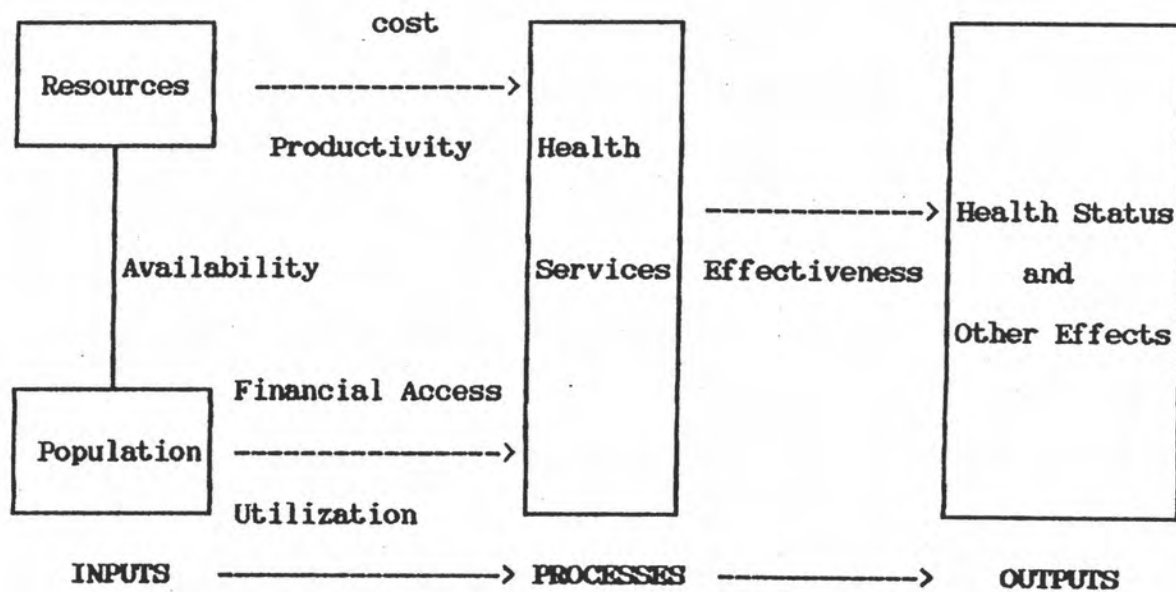 cost
Resources
Productivity
Health
Health Status
Availability
Services
Effectiveness
and
Other Effects
Financial Access
Population
Utilization
INPUTS
PROCESSES
OUTPUTS